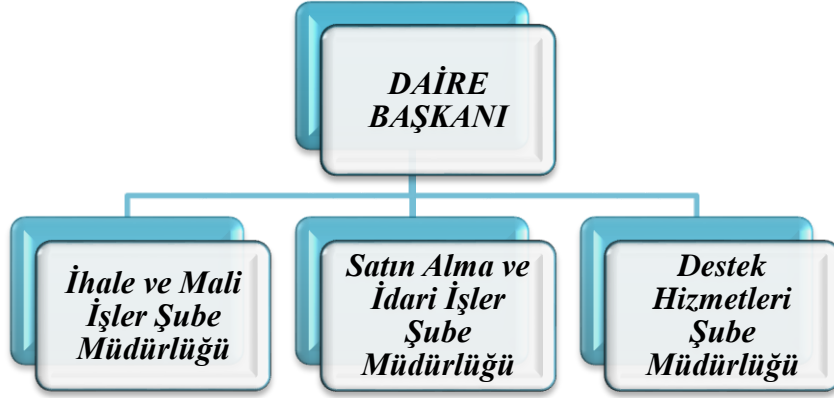 DAİRE
BAŞKANI
İhale ve Mali
İşler Şube
Müdürlüğü
Satın Alma ve
İdari İşler
Şube
Müdürlüğü
Destek
Hizmetleri
Şube
Müdürlüğü